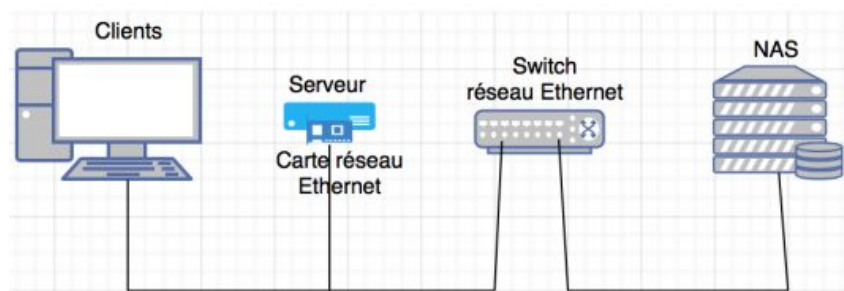 Clients
Serveur
Carte réseau
Ethernet
Switch
réseau Ethernet
NAS